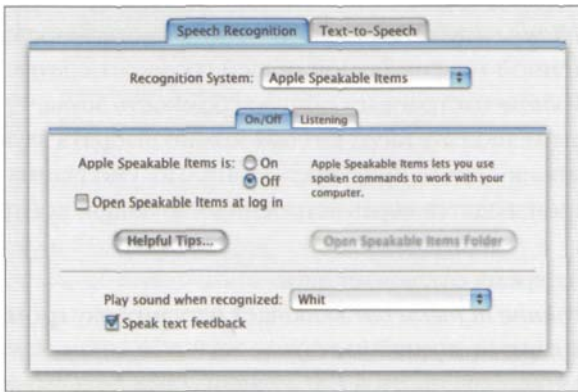 Speech Recognition Text-to-Speech
Recognition System: Apple Speakable Items
On/Off Listening
Apple Speakable Items is: On
Off
Apple Speakable Items lets you use
spoken commands to work with your
computer.
Open Speakable Items at log in
Helpful Tips... Open Speakable Items Folder
Play sound when recognized: Whit
Speak text feedback